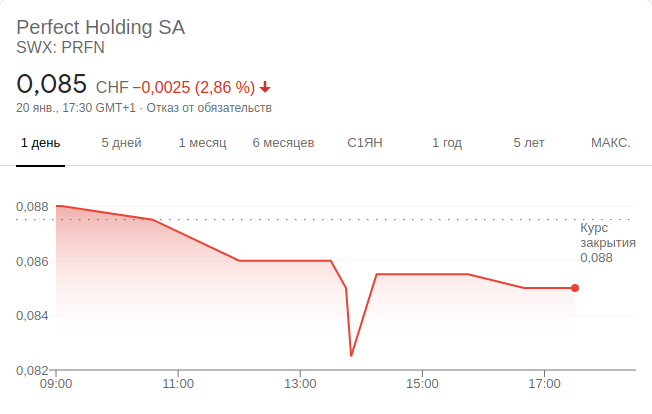 Perfect Holding SA
SWX: PRFN
0,085 CHF −0,0025 (2,86 %)
20 янв., 17:30 GMT+1 · Отказ от обязательств
1 день 5 дней 1 месяц 6 месяцев С1ЯН 1 год 5 лет МАКС.
0,088
0,086
0,084
0,082
Курс
закрытия
0,088
09:00 11:00 13:00 15:00 17:00